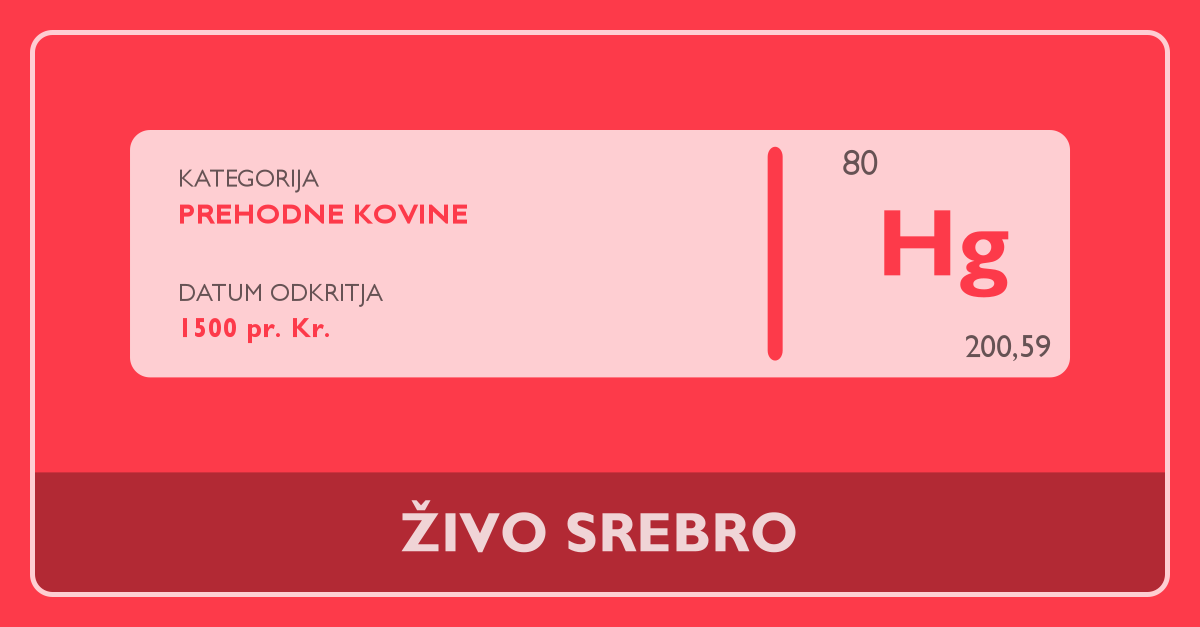 KATEGORIJA
PREHODNE KOVINE
DATUM ODKRITJA
1500 pr. Kr.
80
Hg
200,59
ŽIVO SREBRO